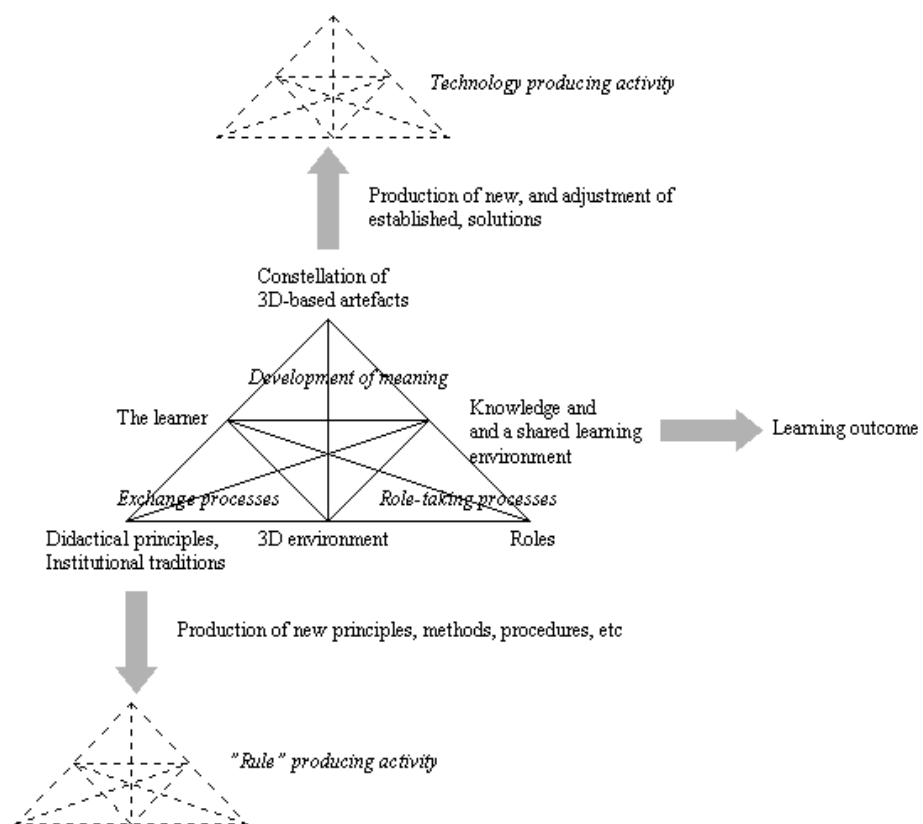 Technology producing activity
Production of new, and adjustment of
established, solutions
Constellation of
3D-based artefacts
Development of meaning
The learner
Knowledge and
and a shared learning
environment
Learning outcome
Exchange processes
Role-taking processes
Didactical principles,
Institutional traditions
3D environment
Roles
Production of new principles, methods, procedures, etc
"Rule" producing activity